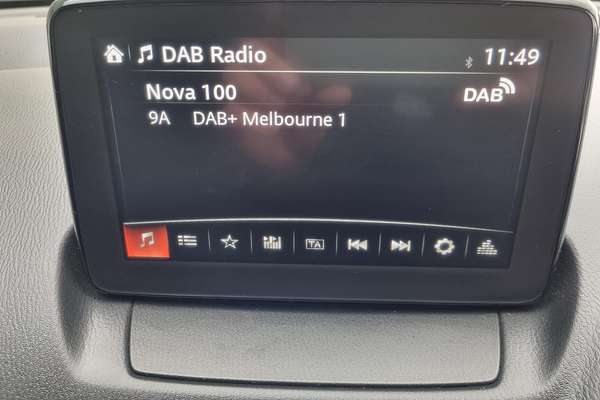 DAB Radio 11:49
Nova 100 DAB
9A DAB+ Melbourne 1
TA